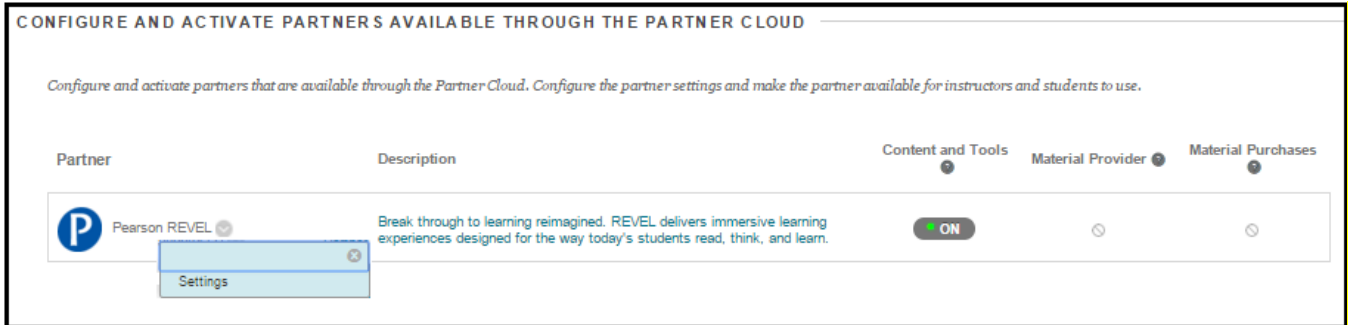 CONFIGURE AND ACTIVATE PARTNERS AVAILABLE THROUGH THE PARTNER CLOUD
Configure and activate partners that are available through the Partner Cloud. Configure the partner settings and make the partner available for instructors and students to use.
Partner
Description
Content and Tools
?
Material Provider ?
Material Purchases
?
P
Pearson REVEL
Break through to learning reimagined. REVEL delivers immersive learning
experiences designed for the way today's students read, think, and learn.
ON
Settings